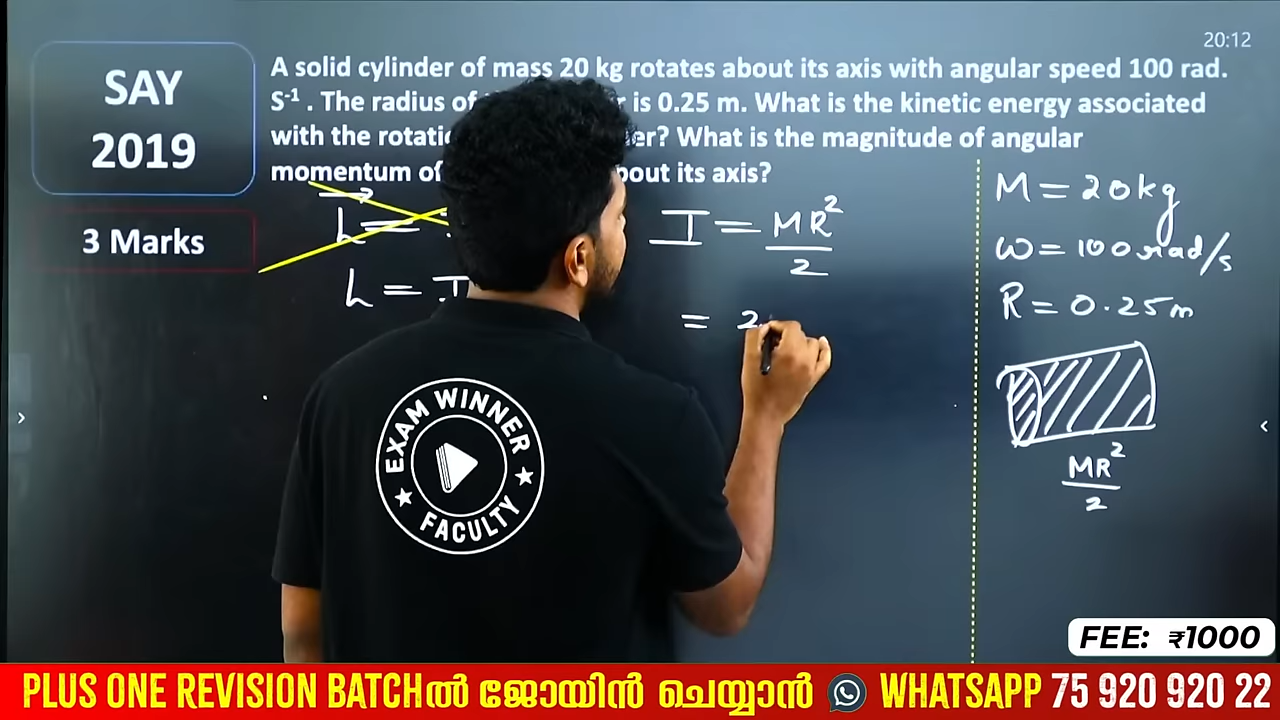 20:12
SAY
2019
3 Marks
A solid cylinder of mass 20 kg rotates about its axis with angular speed 100 rad.
S⁻¹ . The radius of is 0.25 m. What is the kinetic energy associated
with the What is the magnitude of angular
momentum of its axis?
L =
L = I
I = MR²/2
= 2
M = 20kg
ω = 100 rad/s
R = 0.25m
MR²/2
EXAM WINNER
FACULTY
FEE: ₹1000
PLUS ONE REVISION BATCHൽ ജോയിൻ ചെയ്യാൻ WHATSAPP 75 920 920 22